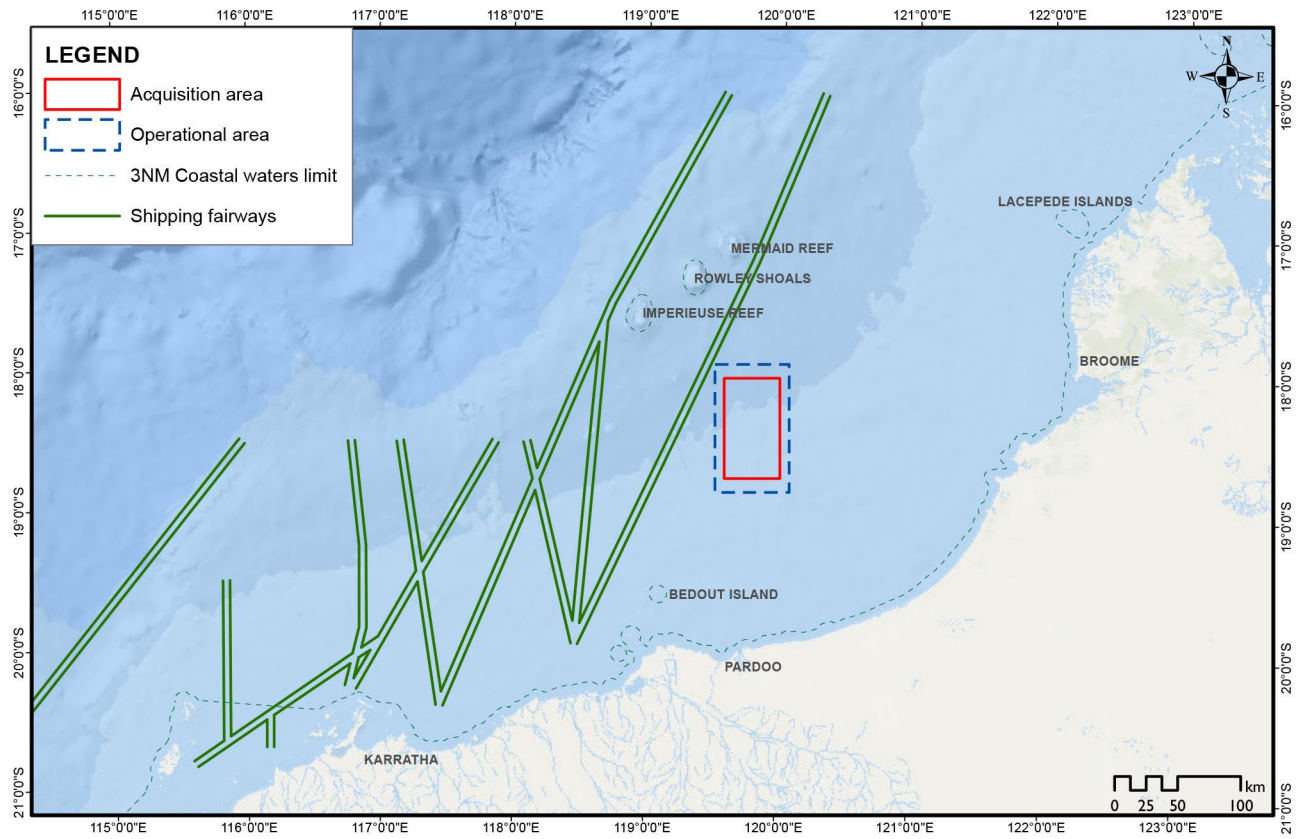 115°0'0"E 116°0'0"E 117°0'0"E 118°0'0"E 119°0'0"E 120°0'0"E 121°0'0"E 122°0'0"E 123°0'0"E
LEGEND
Acquisition area
Operational area
3NM Coastal waters limit
Shipping fairways
N
W E
S
16°0'0"S 16°0'0"S
LACEPEDE ISLANDS
17°0'0"S 17°0'0"S
MERMAID REEF
ROWLEY SHOALS
IMPERIEUSE REEF
BROOME
18°0'0"S 18°0'0"S
19°0'0"S 19°0'0"S
BEDOUT ISLAND
20°0'0"S 20°0'0"S
PARDOO
KARRATHA
21°0'0"S 21°0'0"S
km
0 25 50 100
115°0'0"E 116°0'0"E 117°0'0"E 118°0'0"E 119°0'0"E 120°0'0"E 121°0'0"E 122°0'0"E 123°0'0"E